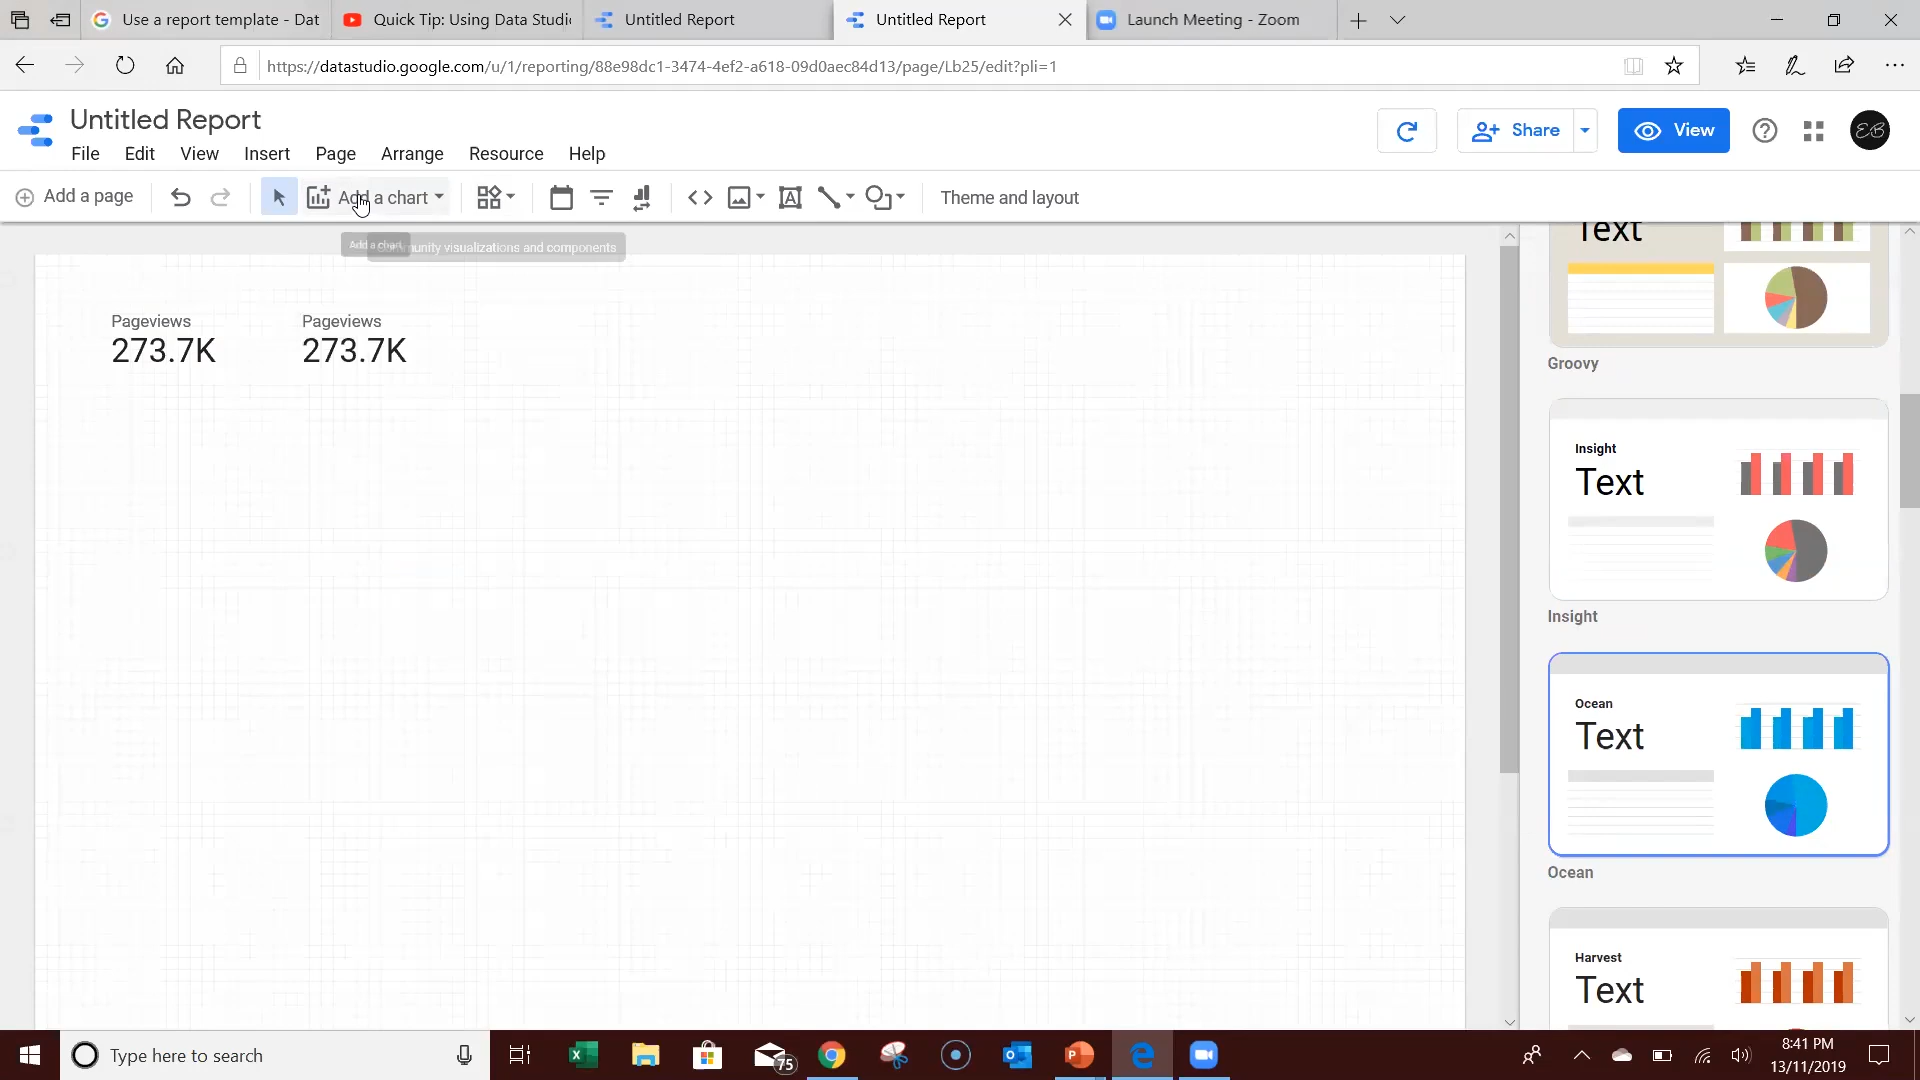 Use a report template - Dat
Quick Tip: Using Data Studi
Untitled Report
Untitled Report
Launch Meeting - Zoom
https://datastudio.google.com/u/1/reporting/88e98dc1-3474-4ef2-a618-09d0aec84d13/page/Lb25/edit?pli=1
Untitled Report
File Edit View Insert Page Arrange Resource Help
Share
View
EB
Add a page
Add a chart
Theme and layout
Add a chart
munity visualizations and components
Pageviews
273.7K
Pageviews
273.7K
Text
Groovy
Insight
Text
Insight
Ocean
Text
Ocean
Harvest
Text
Type here to search
75
8:41 PM
13/11/2019